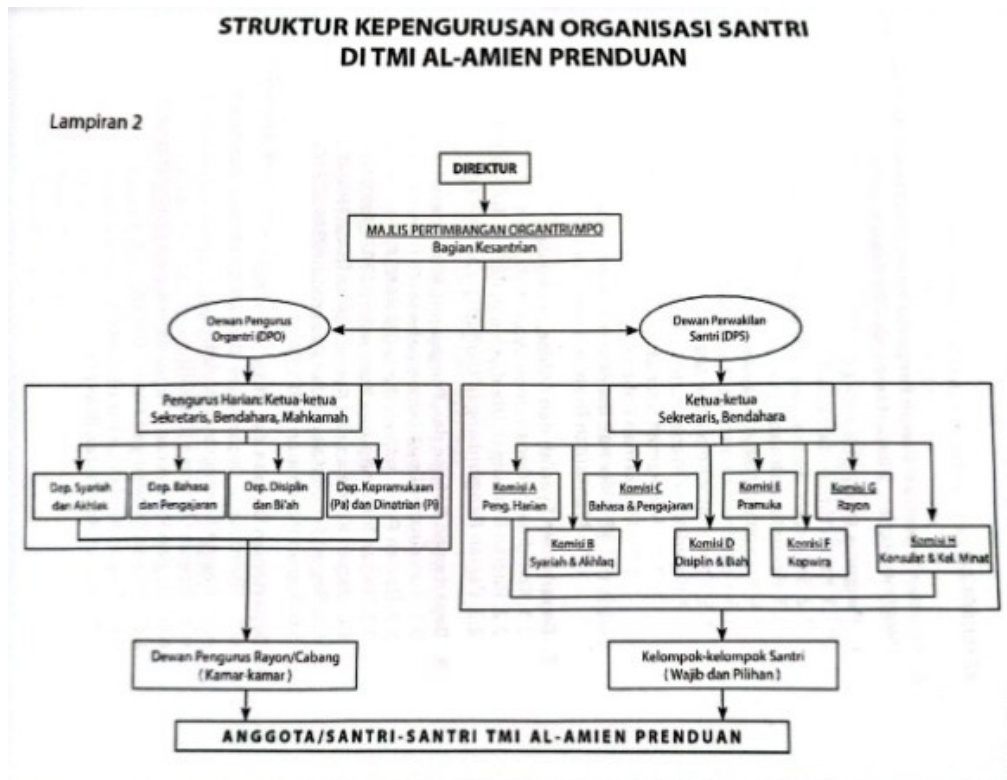 STRUKTUR KEPENGURUSAN ORGANISASI SANTRI
DI TMI AL-AMIEN PRENDUAN
Lampiran 2
DIREKTUR
MAJLIS PERTIMBANGAN ORGANTRI/MPO
Bagian Kesantrian
Dewan Pengurus
Organtri (DPO)
Dewan Perwakilan
Santri (DPS)
Pengurus Harian: Ketua-ketua
Sekretaris, Bendahara, Mahkamah
Ketua-ketua
Sekretaris, Bendahara
Dep. Syariah
dan Akhlak
Dep. Bahasa
dan Pengajaran
Dep. Disiplin
dan Bi'ah
Dep. Kepramukaan
(Pa) dan Dinatrian (Pi)
Komisi A
Peng. Harian
Komisi C
Bahasa & Pengajaran
Komisi E
Pramuka
Komisi G
Rayon
Komisi B
Syariah & Akhlaq
Komisi D
Disiplin & Biah
Komisi F
Kopwira
Komisi H
Konsulat & Kel. Minat
Dewan Pengurus Rayon/Cabang
( Kamar-kamar )
Kelompok-kelompok Santri
( Wajib dan Pilihan )
ANGGOTA/SANTRI-SANTRI TMI AL-AMIEN PRENDUAN